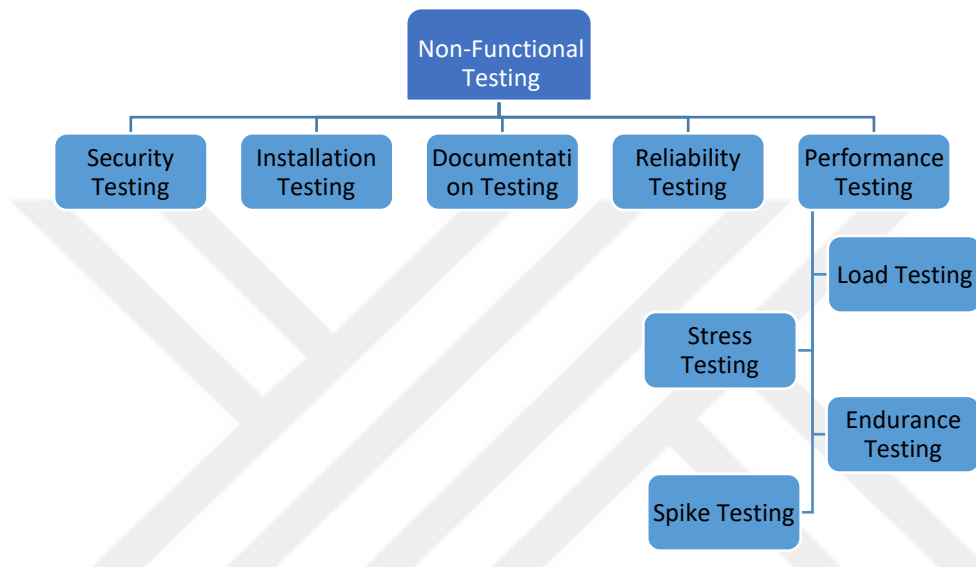 Non-Functional
Testing
Security
Testing
Installation
Testing
Documentati
on Testing
Reliability
Testing
Performance
Testing
Load Testing
Stress
Testing
Endurance
Testing
Spike Testing